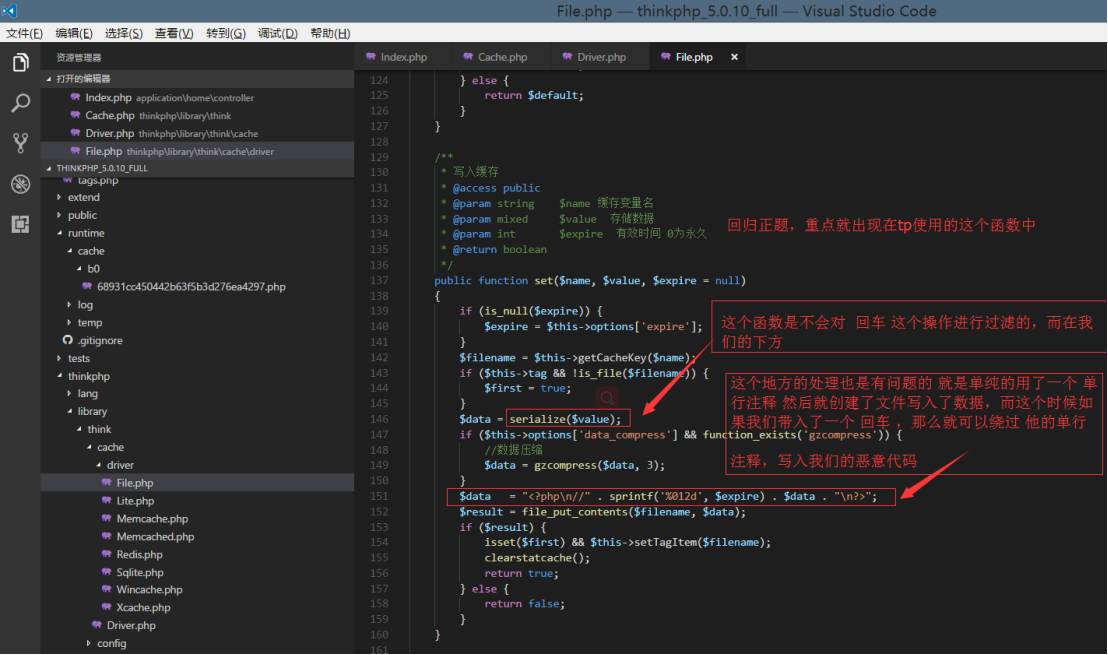 File.php — thinkphp_5.0.10_full — Visual Studio Code
文件(F) 编辑(E) 选择(S) 查看(V) 转到(G) 调试(D) 帮助(H)
资源管理器
打开的编辑器
Index.php application\home\controller
Cache.php thinkphp\library\think
Driver.php thinkphp\library\think\cache
File.php thinkphp\library\think\cache\driver
THINKPHP_5.0.10_FULL
tags.php
extend
public
runtime
cache
b0
68931cc450442b63f5b3d276ea4297.php
log
temp
.gitignore
tests
thinkphp
lang
library
think
cache
driver
File.php
Lite.php
Memcache.php
Memcached.php
Redis.php
Sqlite.php
Wincache.php
Xcache.php
Driver.php
config
Index.php Cache.php Driver.php File.php ×
124 } else {
125 return $default;
126 }
127 }
128
129 /**
130 * 写入缓存
131 * @access public
132 * @param string $name 缓存变量名
133 * @param mixed $value 存储数据
134 * @param int $expire 有效时间 0为永久
135 * @return boolean
136 */
137 public function set($name, $value, $expire = null)
138 {
139 if (is_null($expire)) {
140 $expire = $this->options['expire'];
141 }
142 $filename = $this->getCacheKey($name);
143 if ($this->tag && !is_file($filename)) {
144 $first = true;
145 }
146 $data = serialize($value);
147 if ($this->options['data_compress'] && function_exists('gzcompress')) {
148 //数据压缩
149 $data = gzcompress($data, 3);
150 }
151 $data = "<?php\n//" . sprintf('%012d', $expire) . $data . "\n?>";
152 $result = file_put_contents($filename, $data);
153 if ($result) {
154 isset($first) && $this->setTagItem($filename);
155 clearstatcache();
156 return true;
157 } else {
158 return false;
159 }
160 }
161
回归正题，重点就出现在tp使用的这个函数中
这个函数是不会对 回车 这个操作进行过滤的，而在我
们的下方
这个地方的处理也是有问题的 就是单纯的用了一个 单
行注释 然后就创建了文件写入了数据，而这个时候如
果我们带入了一个 回车 ，那么就可以绕过 他的单行
注释，写入我们的恶意代码